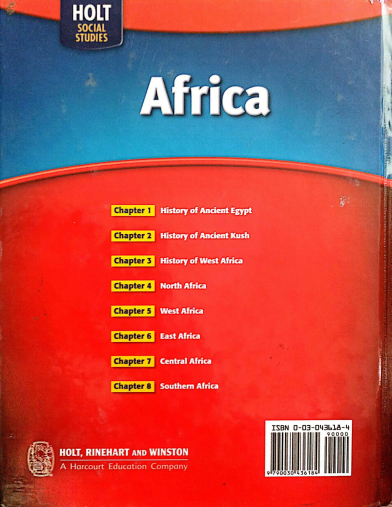 HOLT
SOCIAL
STUDIES
Africa
Chapter 1 History of Ancient Egypt
Chapter 2 History of Ancient Kush
Chapter 3 History of West Africa
Chapter 4 North Africa
Chapter 5 West Africa
Chapter 6 East Africa
Chapter 7 Central Africa
Chapter 8 Southern Africa
ISBN 0-03-043618-4
90000
9 780030 436184
HOLT, RINEHART AND WINSTON
A Harcourt Education Company